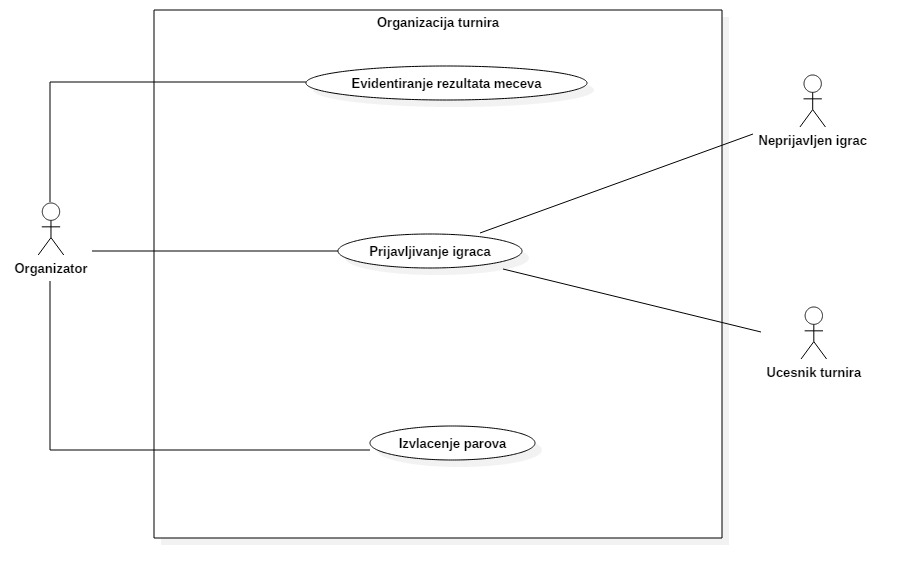 Organizacija turnira
Evidentiranje rezultata meceva
Neprijavljen igrac
Prijavljivanje igraca
Organizator
Ucesnik turnira
Izvlacenje parova